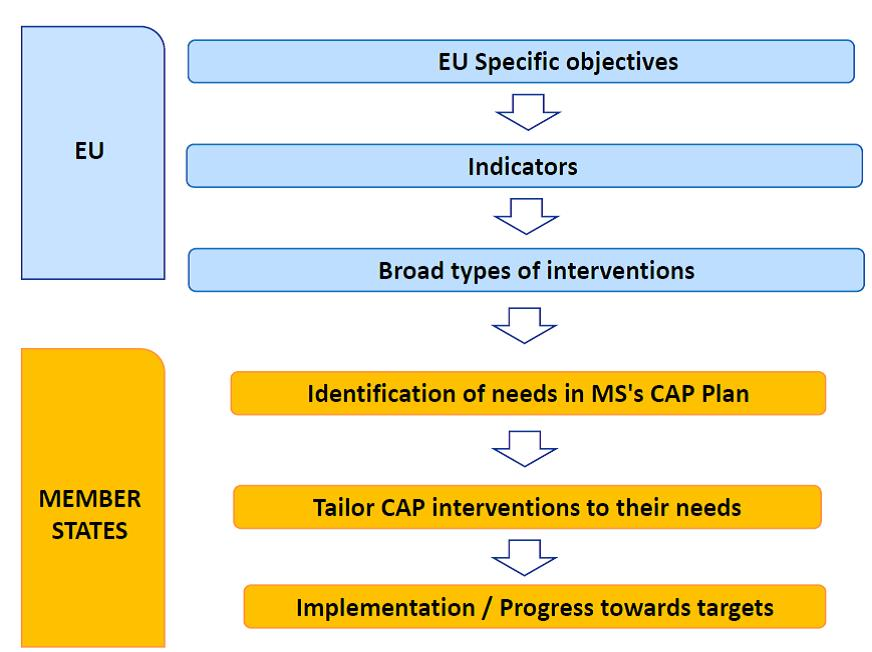 EU
EU Specific objectives
Indicators
Broad types of interventions
MEMBER
STATES
Identification of needs in MS's CAP Plan
Tailor CAP interventions to their needs
Implementation / Progress towards targets